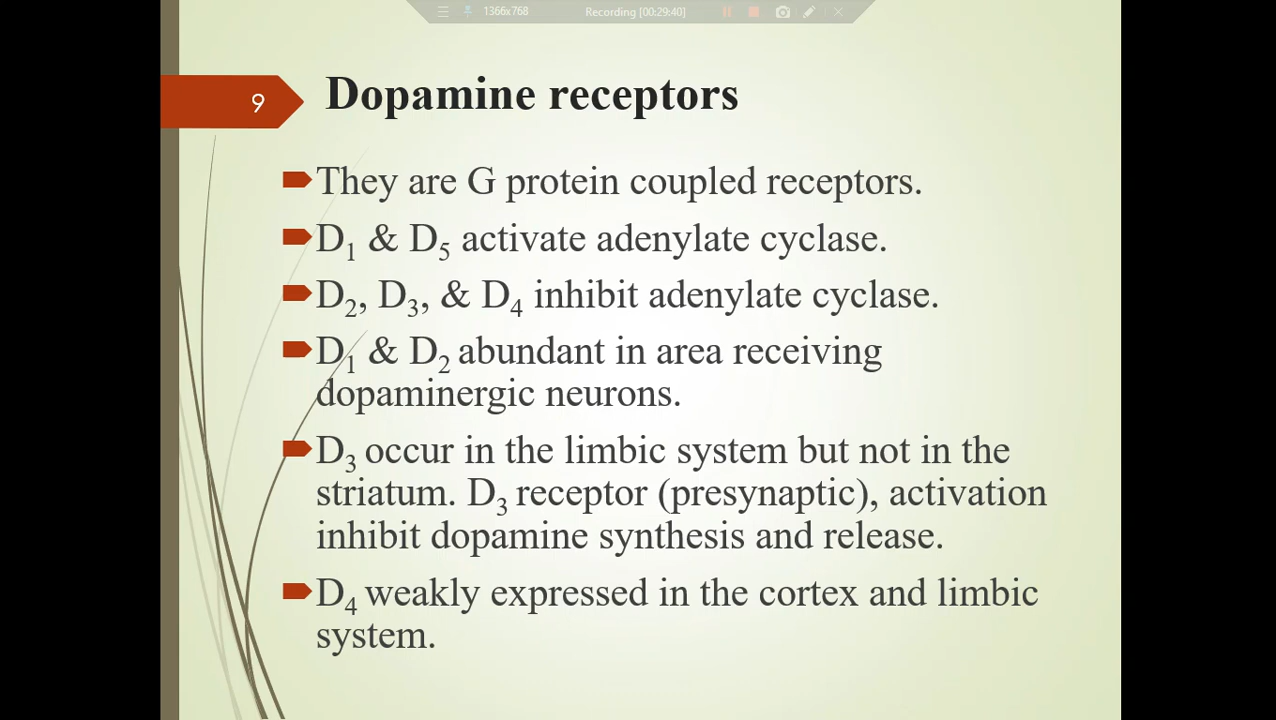 1366x768 Recording [00:29:40]
9
Dopamine receptors
They are G protein coupled receptors.
D₁ & D₅ activate adenylate cyclase.
D₂, D₃, & D₄ inhibit adenylate cyclase.
D₁ & D₂ abundant in area receiving
dopaminergic neurons.
D₃ occur in the limbic system but not in the
striatum. D₃ receptor (presynaptic), activation
inhibit dopamine synthesis and release.
D₄ weakly expressed in the cortex and limbic
system.